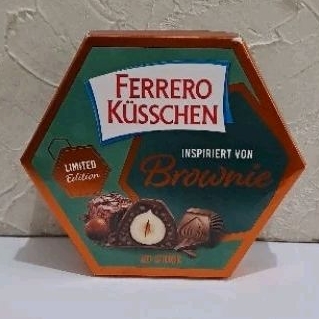 FERRERO
KÜSSCHEN
LIMITED
Edition
INSPIRIERT VON
Brownie